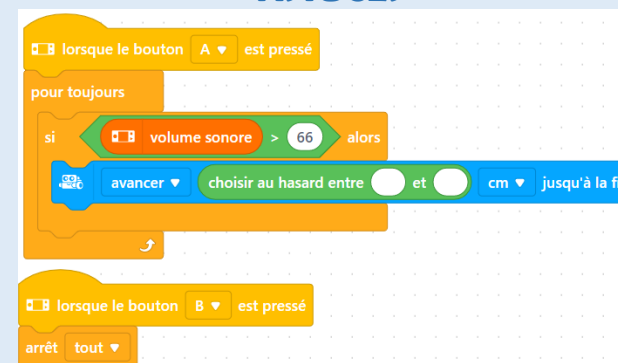 lorsque le bouton A est pressé
pour toujours
si volume sonore > 66 alors
avancer choisir au hasard entre et cm jusqu'à la
lorsque le bouton B est pressé
arrêt tout